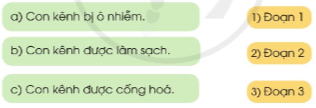 a) Con kênh bị ô nhiễm.
1) Đoạn 1
b) Con kênh được làm sạch.
2) Đoạn 2
c) Con kênh được cống hoá.
3) Đoạn 3